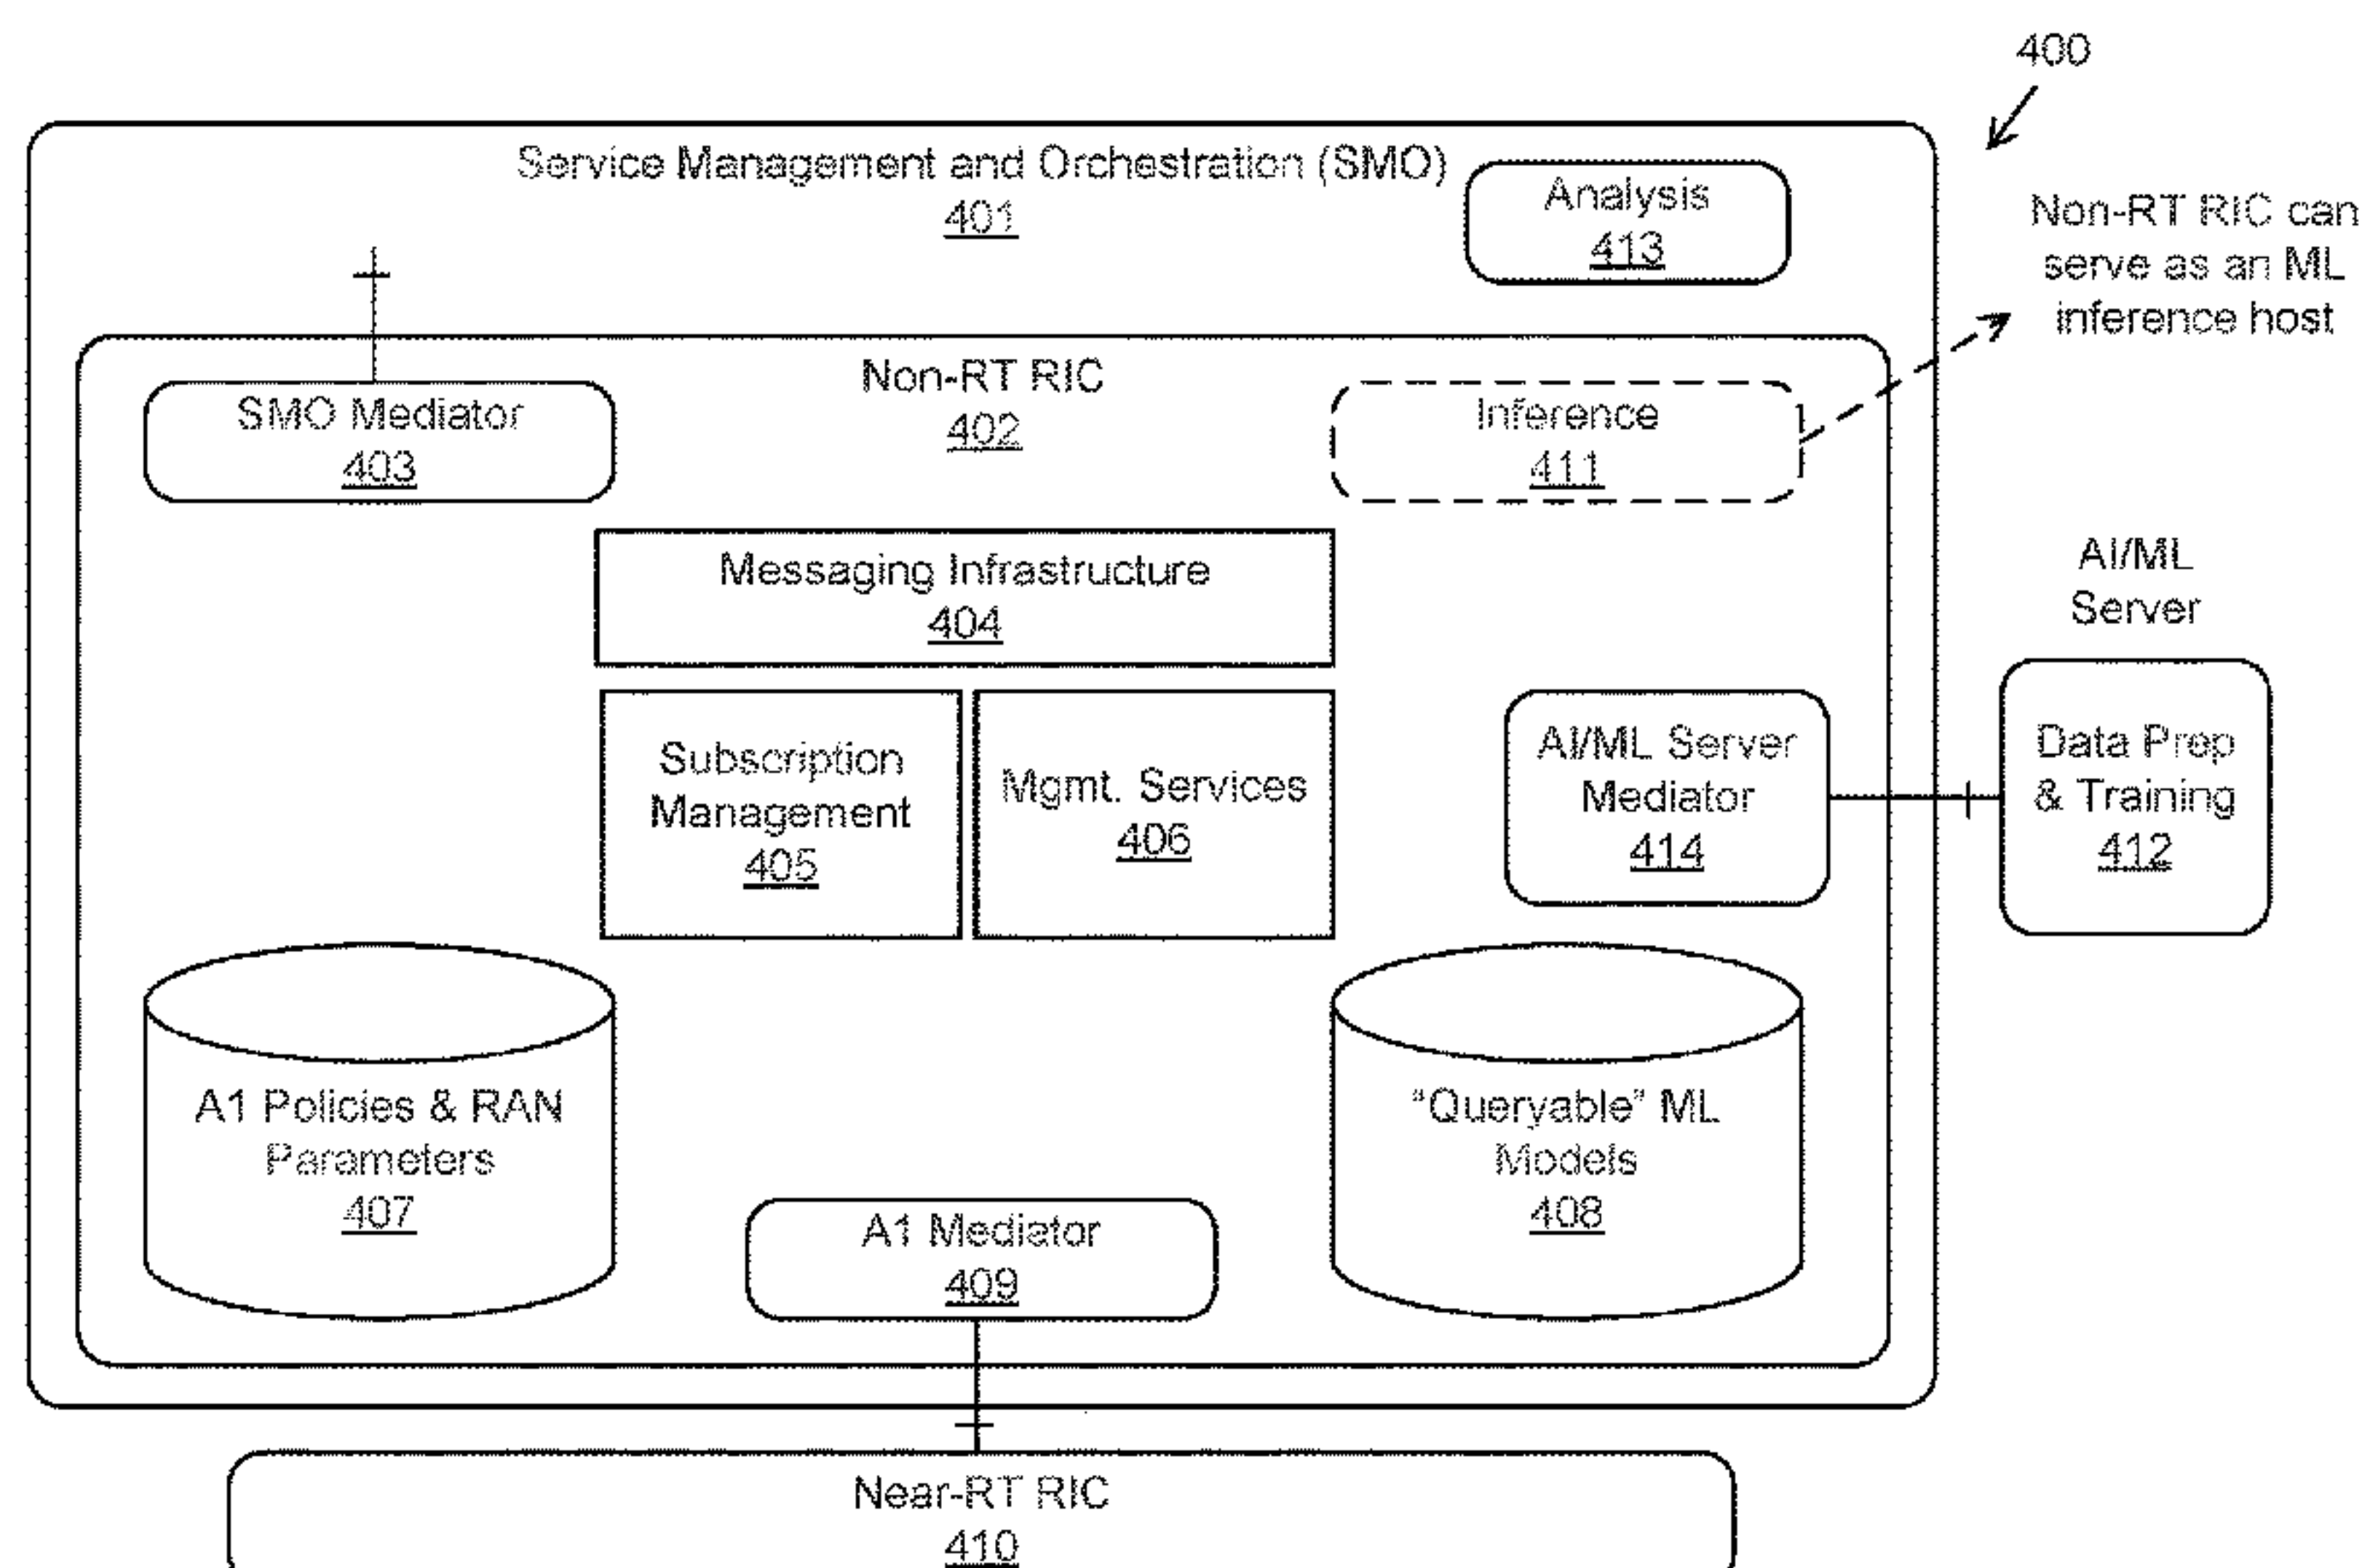 400
Service Management and Orchestration (SMO)
401
Analysis
413
Non-RT RIC can
serve as an ML
inference host
Non-RT RIC
402
SMO Mediator
403
Inference
411
Messaging Infrastructure
404
AI/ML
Server
Subscription
Management
405
Mgmt. Services
406
AI/ML Server
Mediator
414
Data Prep
& Training
412
A1 Policies & RAN
Parameters
407
"Queryable" ML
Models
408
A1 Mediator
409
Near-RT RIC
410